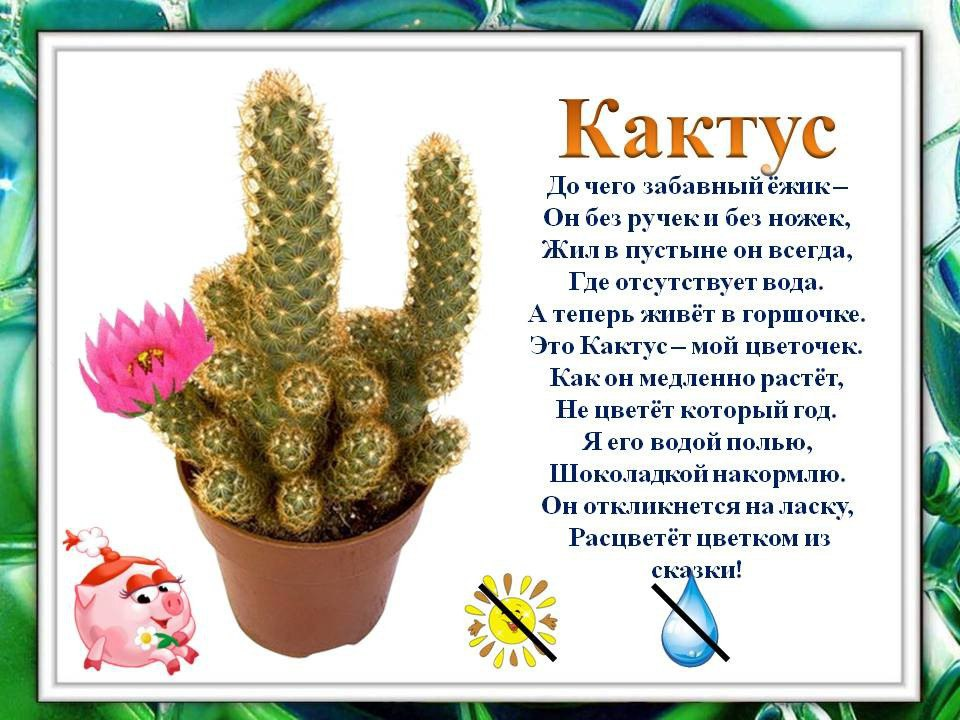 Кактус
До чего забавный ёжик –
Он без ручек и без ножек,
Жил в пустыне он всегда,
Где отсутствует вода.
А теперь живёт в горшочке.
Это Кактус – мой цветочек.
Как он медленно растёт,
Не цветёт который год.
Я его водой полью,
Шоколадкой накормлю.
Он откликнется на ласку,
Расцветёт цветком из
сказки!